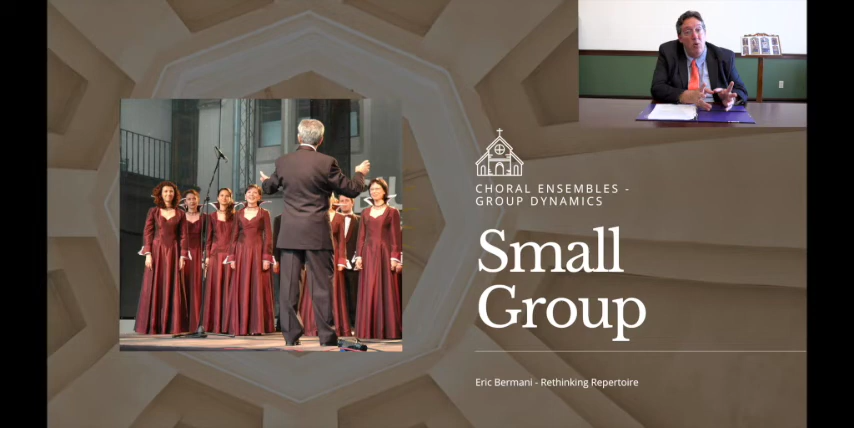 CHORAL ENSEMBLES -
GROUP DYNAMICS
Small
Group
Eric Bermani - Rethinking Repertoire